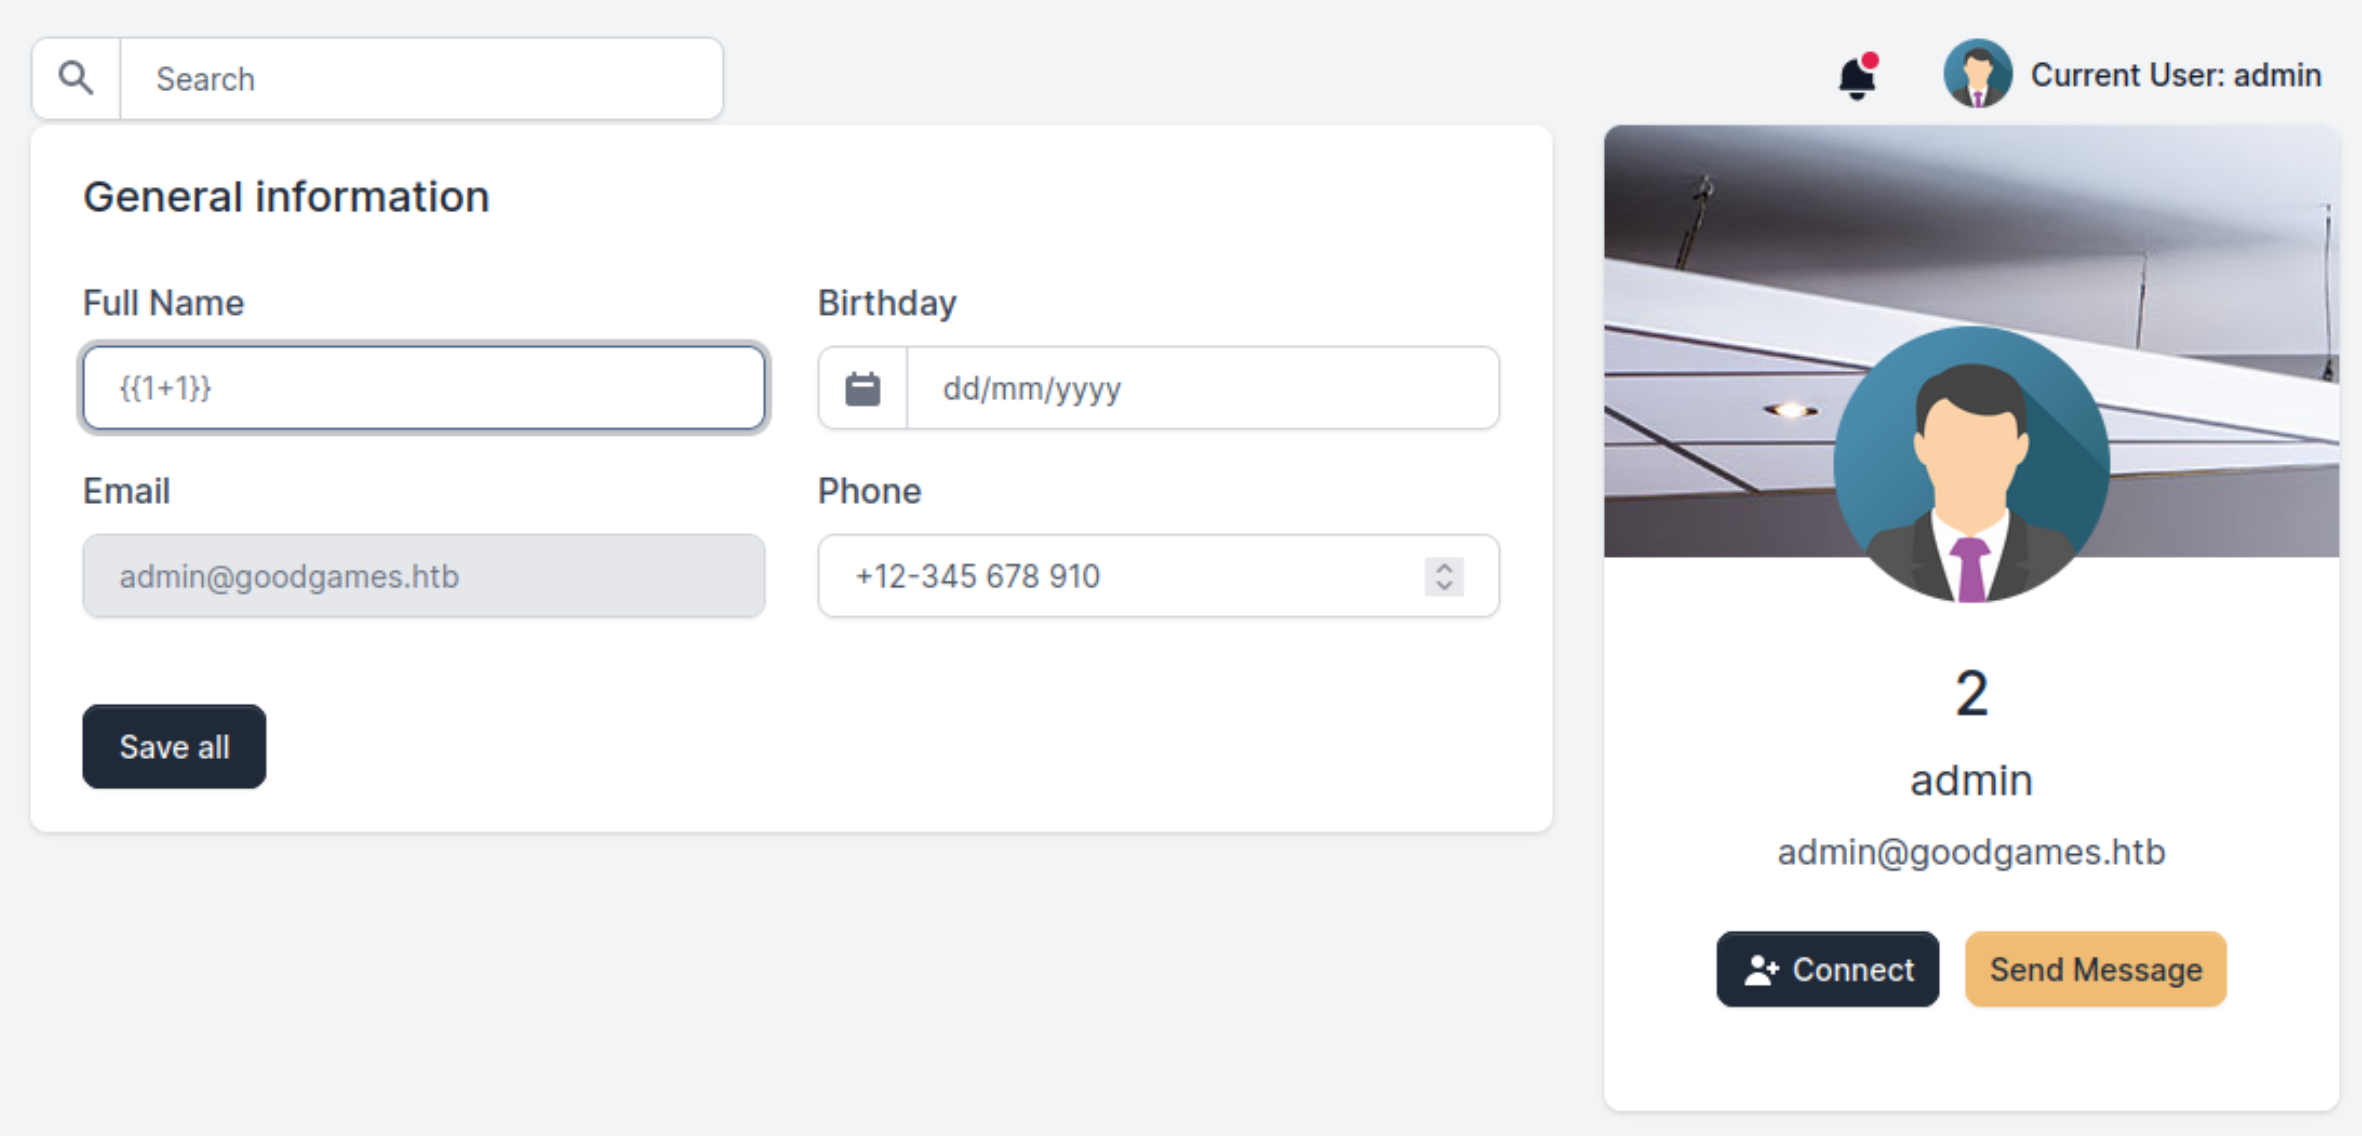 Search
Current User: admin
General information
Full Name
Birthday
{{1+1}}
dd/mm/yyyy
Email
Phone
admin@goodgames.htb
+12-345 678 910
Save all
2
admin
admin@goodgames.htb
Connect
Send Message